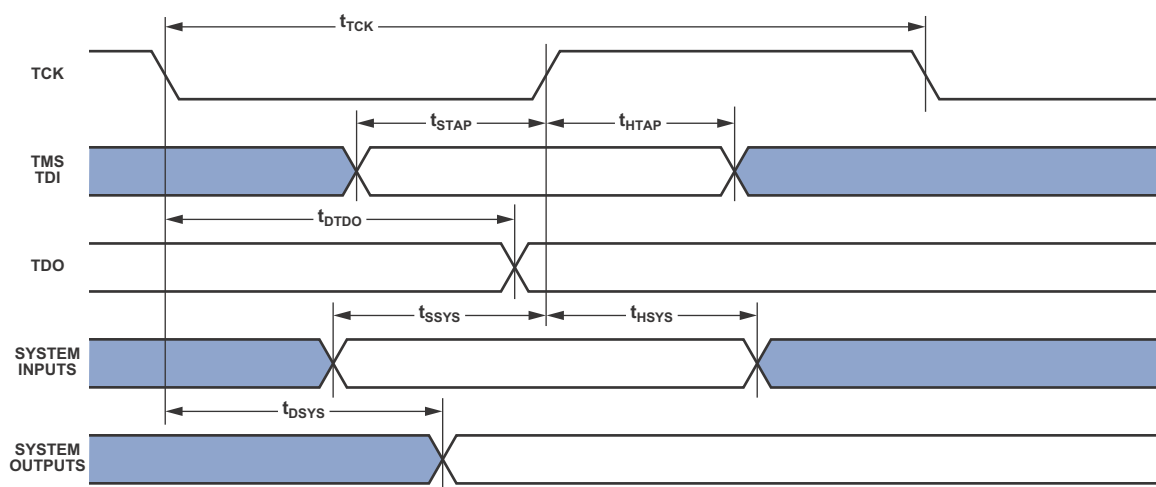 tTCK
TCK
tSTAP
tHTAP
TMS
TDI
tDTDO
TDO
tSSYS
tHSYS
SYSTEM
INPUTS
tDSYS
SYSTEM
OUTPUTS